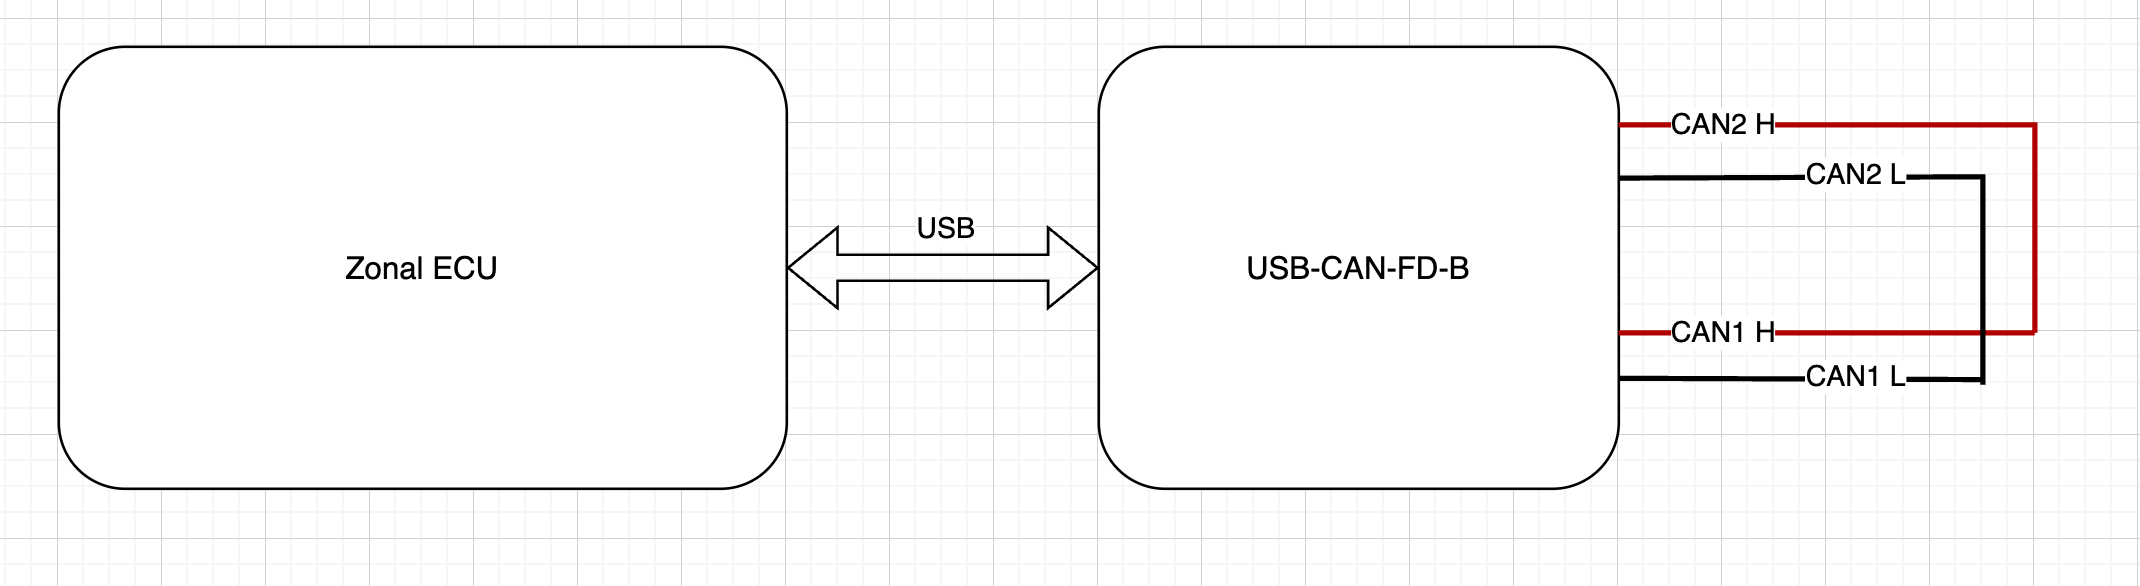 Zonal ECU
USB
USB-CAN-FD-B
CAN2 H
CAN2 L
CAN1 H
CAN1 L